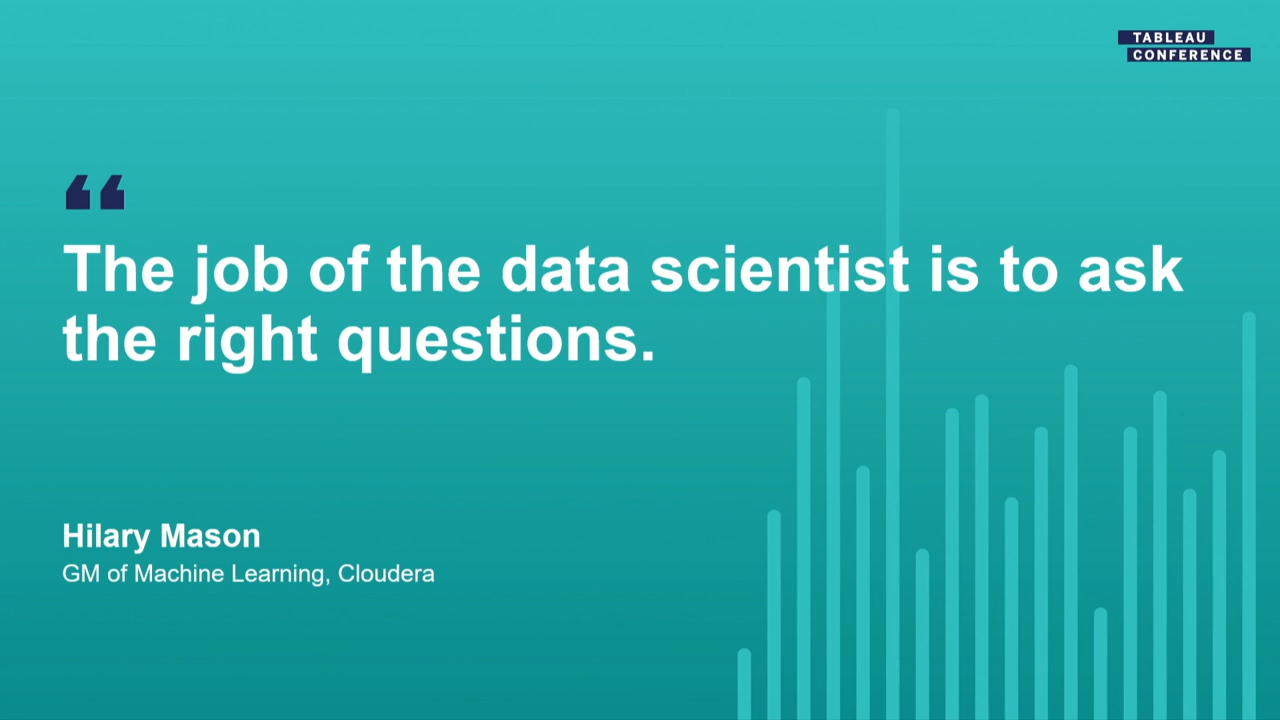 TABLEAU
CONFERENCE
“
The job of the data scientist is to ask
the right questions.
Hilary Mason
GM of Machine Learning, Cloudera